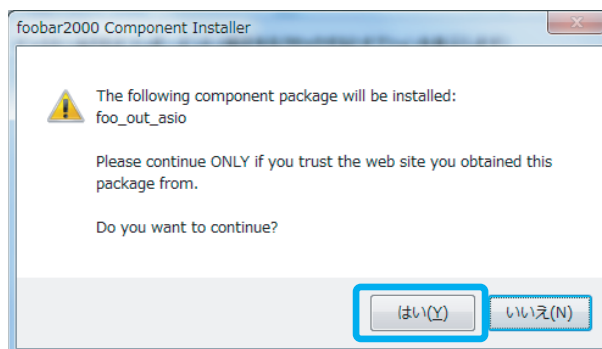 foobar2000 Component Installer
The following component package will be installed:
foo_out_asio
Please continue ONLY if you trust the web site you obtained this
package from.
Do you want to continue?
はい(Y)
いいえ(N)